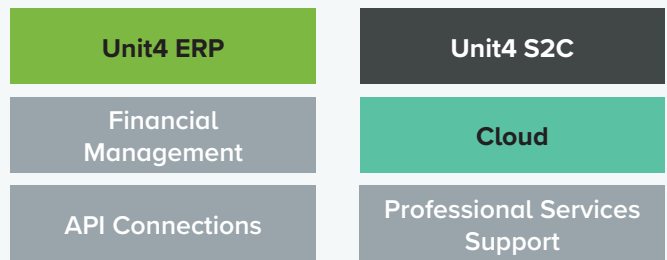 Unit4 ERP
Unit4 S2C
Financial
Management
Cloud
API Connections
Professional Services
Support